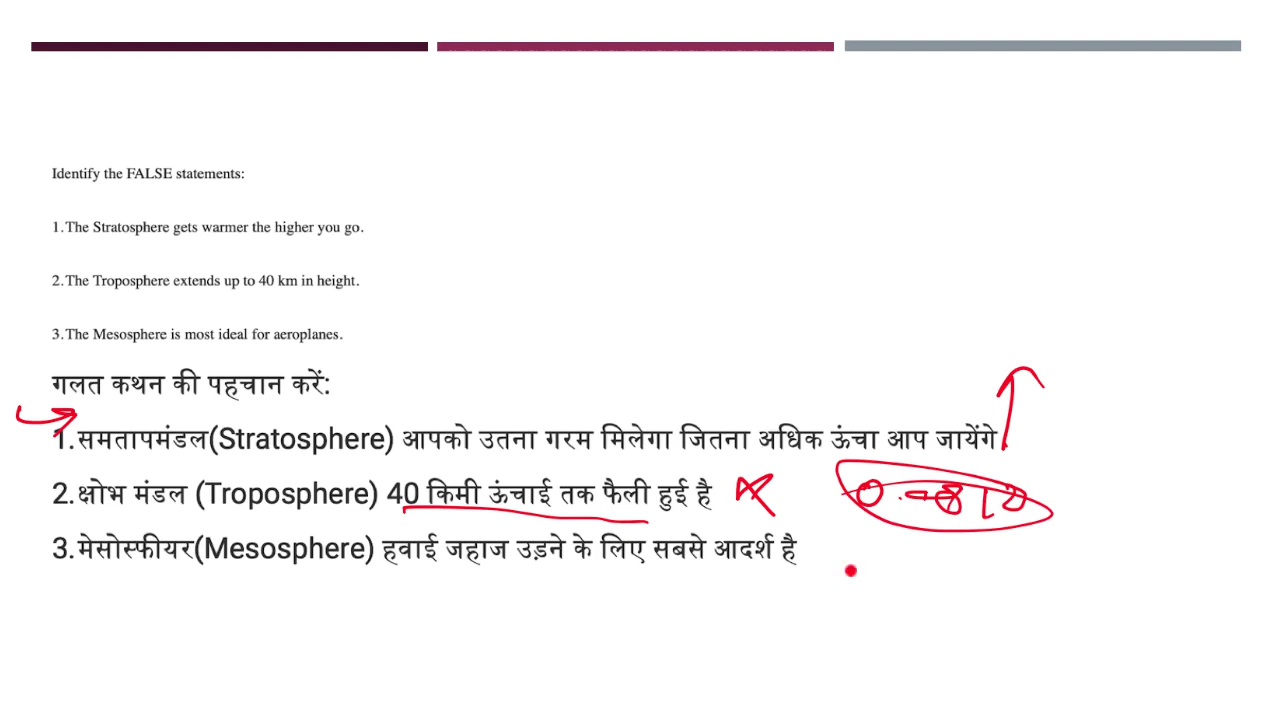 Identify the FALSE statements:
1.The Stratosphere gets warmer the higher you go.
2.The Troposphere extends up to 40 km in height.
3.The Mesosphere is most ideal for aeroplanes.
गलत कथन की पहचान करें:
1.समतापमंडल(Stratosphere) आपको उतना गरम मिलेगा जितना अधिक ऊंचा आप जायेंगे
2.क्षोभ मंडल (Troposphere) 40 किमी ऊंचाई तक फैली हुई है
3.मेसोस्फीयर(Mesosphere) हवाई जहाज उड़ने के लिए सबसे आदर्श है